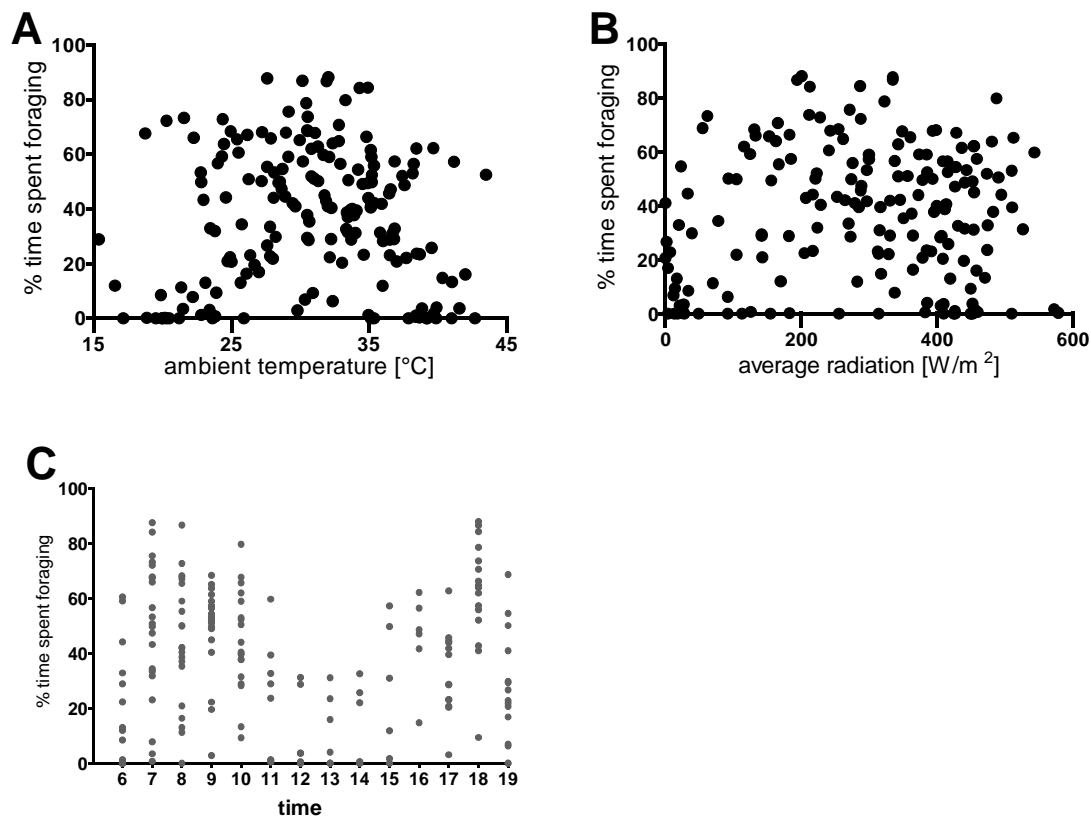 A
B
100
80
60
40
20
0
% time spent foraging
15
25
35
45
ambient temperature [°C]
100
80
60
40
20
0
% time spent foraging
0
200
400
600
average radiation [W/m 2]
C
100
80
60
40
20
0
% time spent foraging
6 7 8 9 10 11 12 13 14 15 16 17 18 19
time